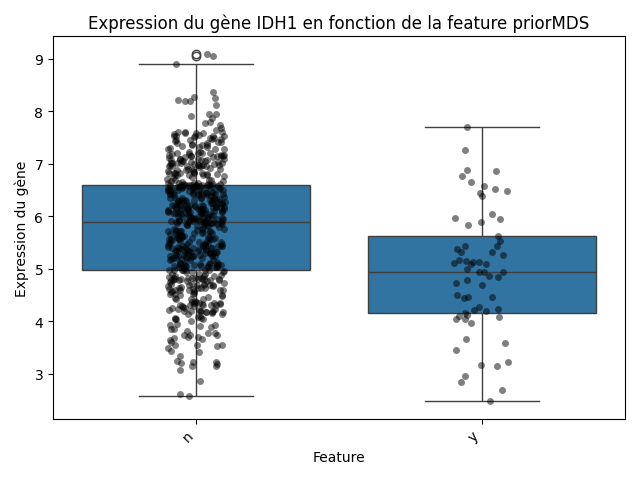 Expression du gène IDH1 en fonction de la feature priorMDS
9
8
7
6
5
4
3
Expression du gène
n
y
Feature